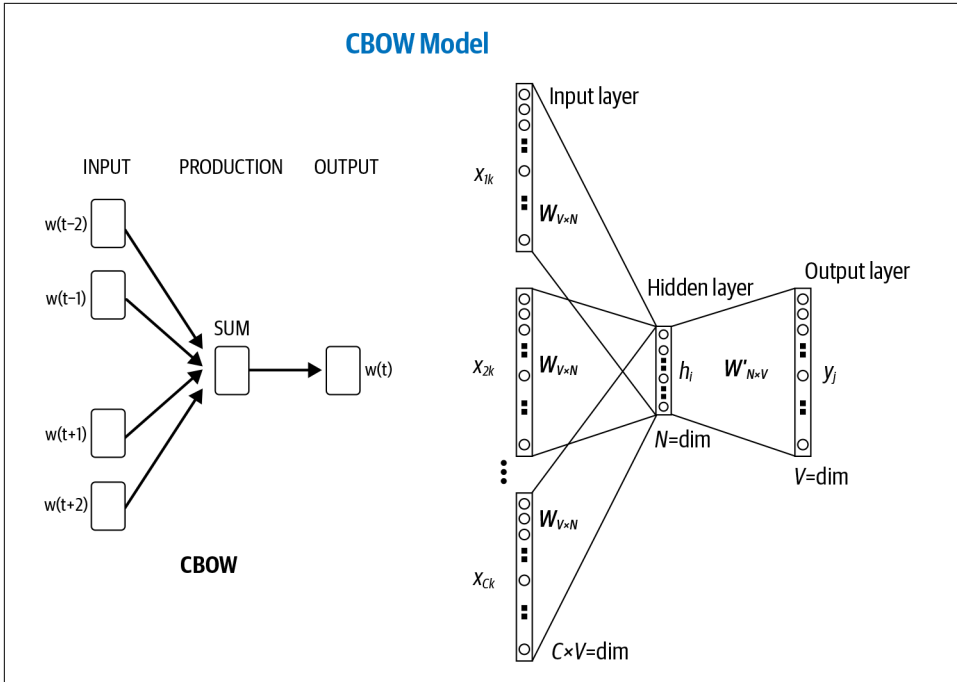 CBOW Model
INPUT PRODUCTION OUTPUT
w(t−2)
w(t−1)
SUM
w(t)
w(t+1)
w(t+2)
CBOW
Input layer
x1k
WV×N
Hidden layer
Output layer
x2k
WV×N
hi
W'N×V
yj
N=dim
V=dim
WV×N
xCk
C×V=dim